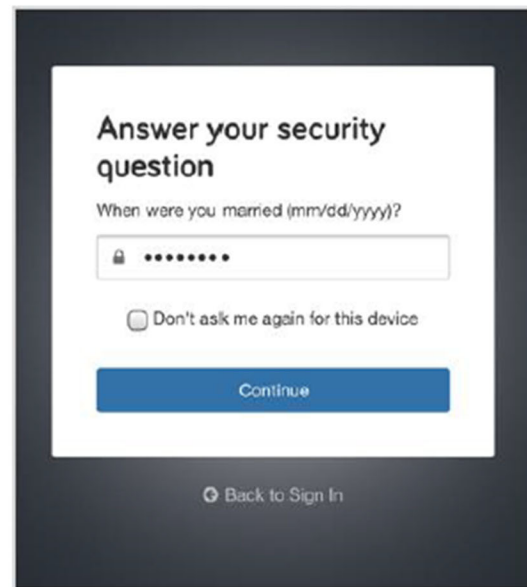 Answer your security
question
When were you married (mm/dd/yyyy)?
••••••••
Don't ask me again for this device
Continue
Back to Sign In